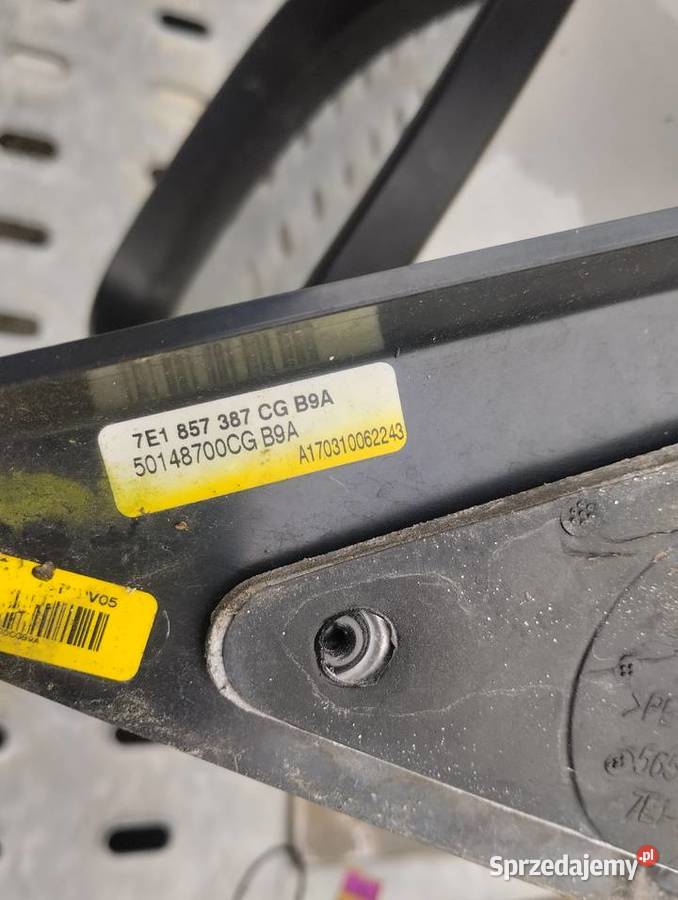 7E1 857 387 CG B9A
50148700CG B9A
A170310062243
V05
Sprzedajemy.pl